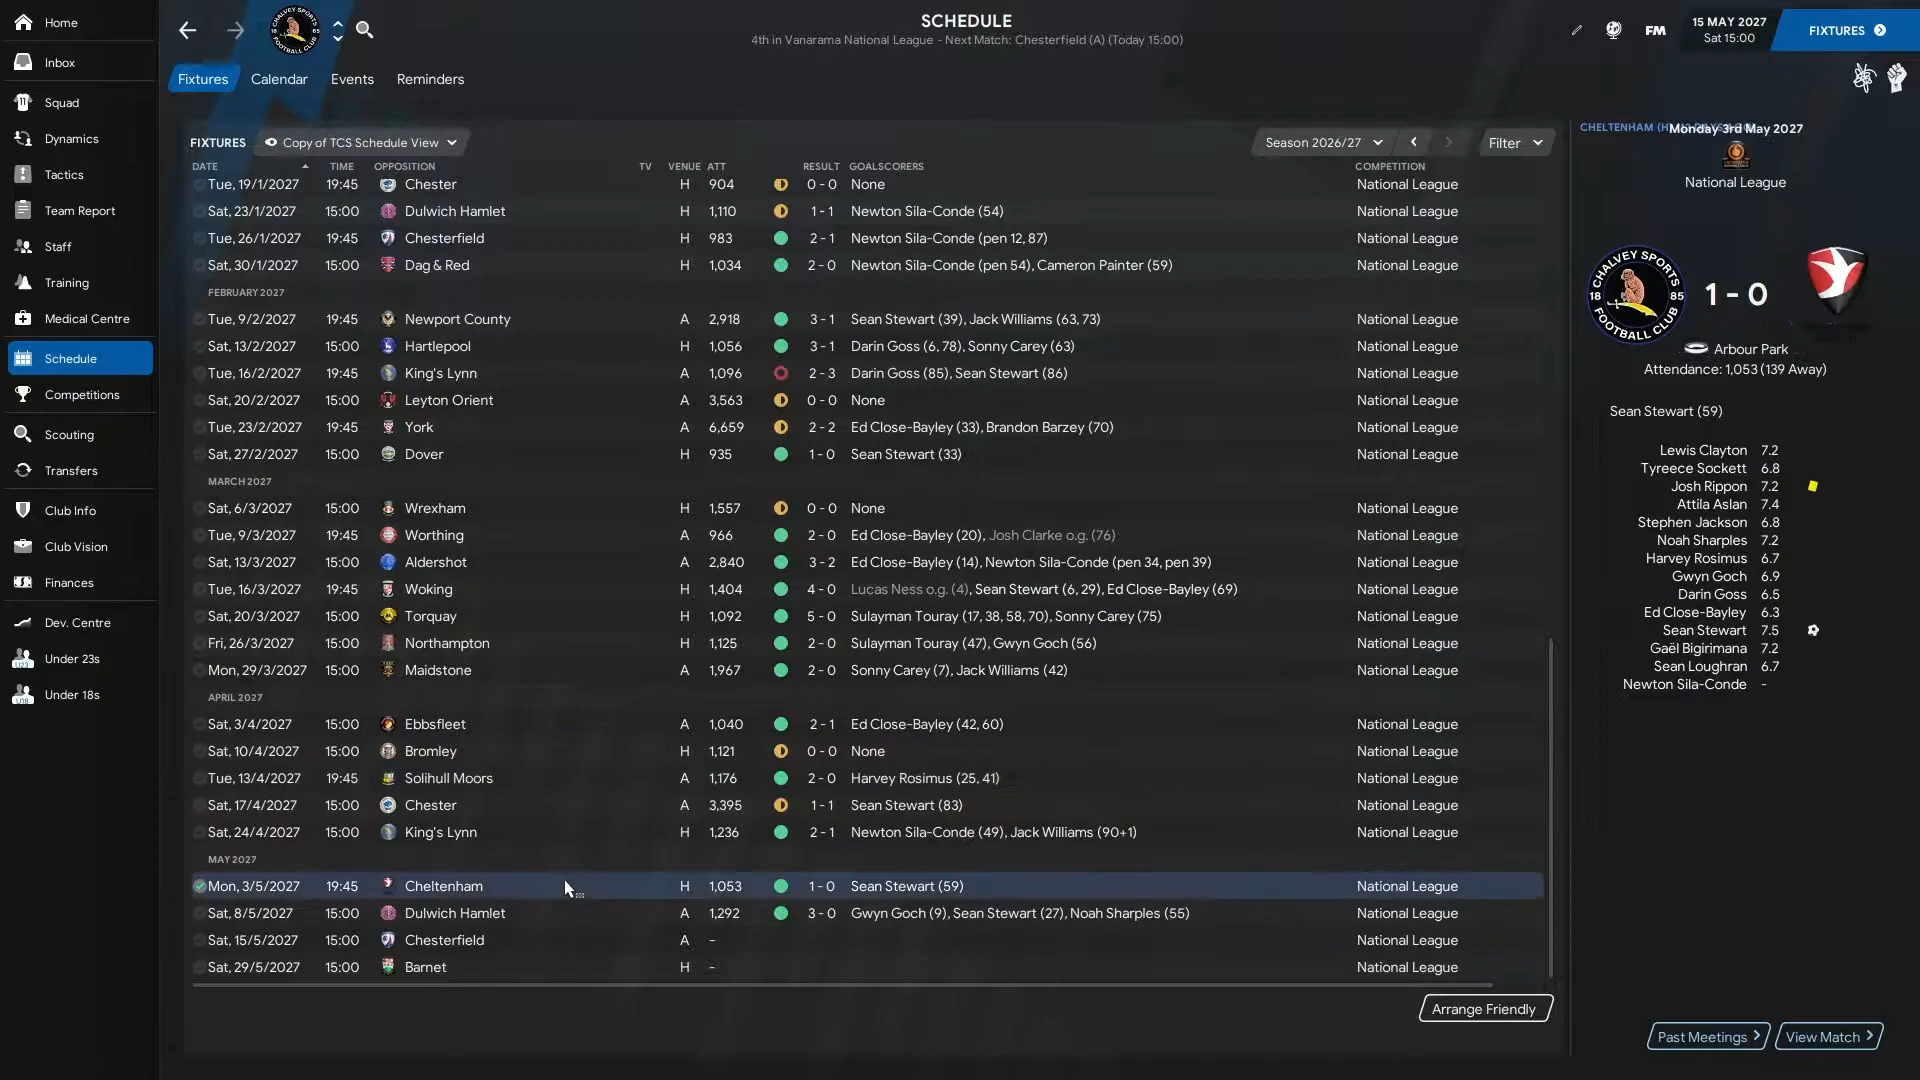 Home
Inbox
Squad
Dynamics
Tactics
Team Report
Staff
Training
Medical Centre
Schedule
Competitions
Scouting
Transfers
Club Info
Club Vision
Finances
Dev. Centre
Under 23s
Under 18s
SCHEDULE
4th in Vanarama National League - Next Match: Chesterfield (A) (Today 15:00)
FM
15 MAY 2027
Sat 15:00
FIXTURES
Fixtures Calendar Events Reminders
FIXTURES Copy of TCS Schedule View Season 2026/27 Filter
DATE TIME OPPOSITION TV VENUE ATT RESULT GOALSCORERS COMPETITION
Tue, 19/1/2027 19:45 Chester H 904 0 - 0 None National League
Sat, 23/1/2027 15:00 Dulwich Hamlet H 1,110 1 - 1 Newton Sila-Conde (54) National League
Tue, 26/1/2027 19:45 Chesterfield H 983 2 - 1 Newton Sila-Conde (pen 12, 87) National League
Sat, 30/1/2027 15:00 Dag & Red H 1,034 2 - 0 Newton Sila-Conde (pen 54), Cameron Painter (59) National League
FEBRUARY 2027
Tue, 9/2/2027 19:45 Newport County A 2,918 3 - 1 Sean Stewart (39), Jack Williams (63, 73) National League
Sat, 13/2/2027 15:00 Hartlepool H 1,056 3 - 1 Darin Goss (6, 78), Sonny Carey (63) National League
Tue, 16/2/2027 19:45 King's Lynn A 1,096 2 - 3 Darin Goss (85), Sean Stewart (86) National League
Sat, 20/2/2027 15:00 Leyton Orient A 3,563 0 - 0 None National League
Tue, 23/2/2027 19:45 York A 6,659 2 - 2 Ed Close-Bayley (33), Brandon Barzey (70) National League
Sat, 27/2/2027 15:00 Dover H 935 1 - 0 Sean Stewart (33) National League
MARCH 2027
Sat, 6/3/2027 15:00 Wrexham H 1,557 0 - 0 None National League
Tue, 9/3/2027 19:45 Worthing A 966 2 - 0 Ed Close-Bayley (20), Josh Clarke o.g. (76) National League
Sat, 13/3/2027 15:00 Aldershot A 2,840 3 - 2 Ed Close-Bayley (14), Newton Sila-Conde (pen 34, pen 39) National League
Tue, 16/3/2027 19:45 Woking H 1,404 4 - 0 Lucas Ness o.g. (4), Sean Stewart (6, 29), Ed Close-Bayley (69) National League
Sat, 20/3/2027 15:00 Torquay H 1,092 5 - 0 Sulayman Touray (17, 38, 58, 70), Sonny Carey (75) National League
Fri, 26/3/2027 15:00 Northampton H 1,125 2 - 0 Sulayman Touray (47), Gwyn Goch (56) National League
Mon, 29/3/2027 15:00 Maidstone A 1,967 2 - 0 Sonny Carey (7), Jack Williams (42) National League
APRIL 2027
Sat, 3/4/2027 15:00 Ebbsfleet A 1,040 2 - 1 Ed Close-Bayley (42, 60) National League
Sat, 10/4/2027 15:00 Bromley H 1,121 0 - 0 None National League
Tue, 13/4/2027 19:45 Solihull Moors A 1,176 2 - 0 Harvey Rosimus (25, 41) National League
Sat, 17/4/2027 15:00 Chester A 3,395 1 - 1 Sean Stewart (83) National League
Sat, 24/4/2027 15:00 King's Lynn H 1,236 2 - 1 Newton Sila-Conde (49), Jack Williams (90+1) National League
MAY 2027
Mon, 3/5/2027 19:45 Cheltenham H 1,053 1 - 0 Sean Stewart (59) National League
Sat, 8/5/2027 15:00 Dulwich Hamlet A 1,292 3 - 0 Gwyn Goch (9), Sean Stewart (27), Noah Sharples (55) National League
Sat, 15/5/2027 15:00 Chesterfield A - National League
Sat, 29/5/2027 15:00 Barnet H - National League
Arrange Friendly
CHELTENHAM Monday 3rd May 2027
National League
CHALVEY SPORTS
18 85
FOOTBALL CLUB
1 - 0
Arbour Park
Attendance: 1,053 (139 Away)
Sean Stewart (59)
Lewis Clayton 7.2
Tyreece Sockett 6.8
Josh Rippon 7.2
Attila Aslan 7.4
Stephen Jackson 6.8
Noah Sharples 7.2
Harvey Rosimus 6.7
Gwyn Goch 6.9
Darin Goss 6.5
Ed Close-Bayley 6.3
Sean Stewart 7.5
Gaël Bigirimana 7.2
Sean Loughran 6.7
Newton Sila-Conde -
Past Meetings View Match